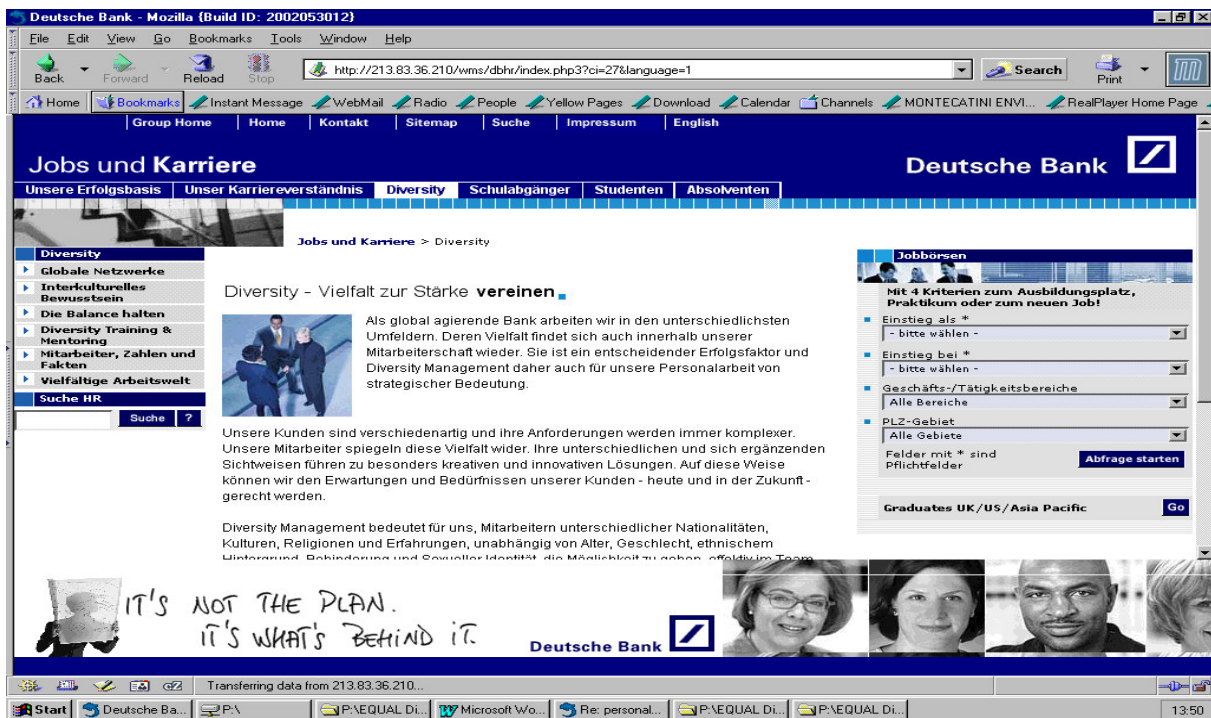 Deutsche Bank - Mozilla {Build ID: 2002053012}
File Edit View Go Bookmarks Tools Window Help
Back Forward Reload Stop http://213.83.36.210/wms/dbhr/index.php3?ci=27&language=1 Search Print
Home Bookmarks Instant Message WebMail Radio People Yellow Pages Download Calendar Channels MONTECATINI ENVI... RealPlayer Home Page
Group Home Home Kontakt Sitemap Suche Impressum English
Jobs und Karriere
Deutsche Bank
Unsere Erfolgsbasis Unser Karriereverständnis Diversity Schulabgänger Studenten Absolventen
Jobs und Karriere > Diversity
Diversity
Globale Netzwerke
Interkulturelles
Bewusstsein
Die Balance halten
Diversity Training &
Mentoring
Mitarbeiter, Zahlen und
Fakten
Vielfältige Arbeitswelt
Suche HR
Suche ?
Diversity - Vielfalt zur Stärke vereinen
Als global agierende Bank arbeiten wir in den unterschiedlichsten
Umfeldern. Deren Vielfalt findet sich auch innerhalb unserer
Mitarbeiterschaft wieder. Sie ist ein entscheidender Erfolgsfaktor und
Diversity Management daher auch für unsere Personalarbeit von
strategischer Bedeutung.
Unsere Kunden sind verschiedenartig und ihre Anforderungen werden immer komplexer.
Unsere Mitarbeiter spiegeln diese Vielfalt wider. Ihre unterschiedlichen und sich ergänzenden
Sichtweisen führen zu besonders kreativen und innovativen Lösungen. Auf diese Weise
können wir den Erwartungen und Bedürfnissen unserer Kunden - heute und in der Zukunft -
gerecht werden.
Diversity Management bedeutet für uns, Mitarbeitern unterschiedlicher Nationalitäten,
Kulturen, Religionen und Erfahrungen, unabhängig von Alter, Geschlecht, ethnischem
Hintergrund, Behinderung und Sexueller Identität, die Möglichkeit zu geben, effektiv im Team
Jobbörsen
Mit 4 Kriterien zum Ausbildungsplatz,
Praktikum oder zum neuen Job!
Einstieg als *
- bitte wählen -
Einstieg bei *
- bitte wählen -
Geschäfts-/Tätigkeitsbereiche
Alle Bereiche
PLZ-Gebiet
Alle Gebiete
Felder mit * sind
Pflichtfelder
Abfrage starten
Graduates UK/US/Asia Pacific Go
IT'S NOT THE PLAN.
IT'S WHAT'S BEHIND IT.
Deutsche Bank
Transferring data from 213.83.36.210...
Start Deutsche Ba... P:\ P:\EQUAL Di... Microsoft Wo... Re: personal... P:\EQUAL Di... P:\EQUAL Di... 13:50